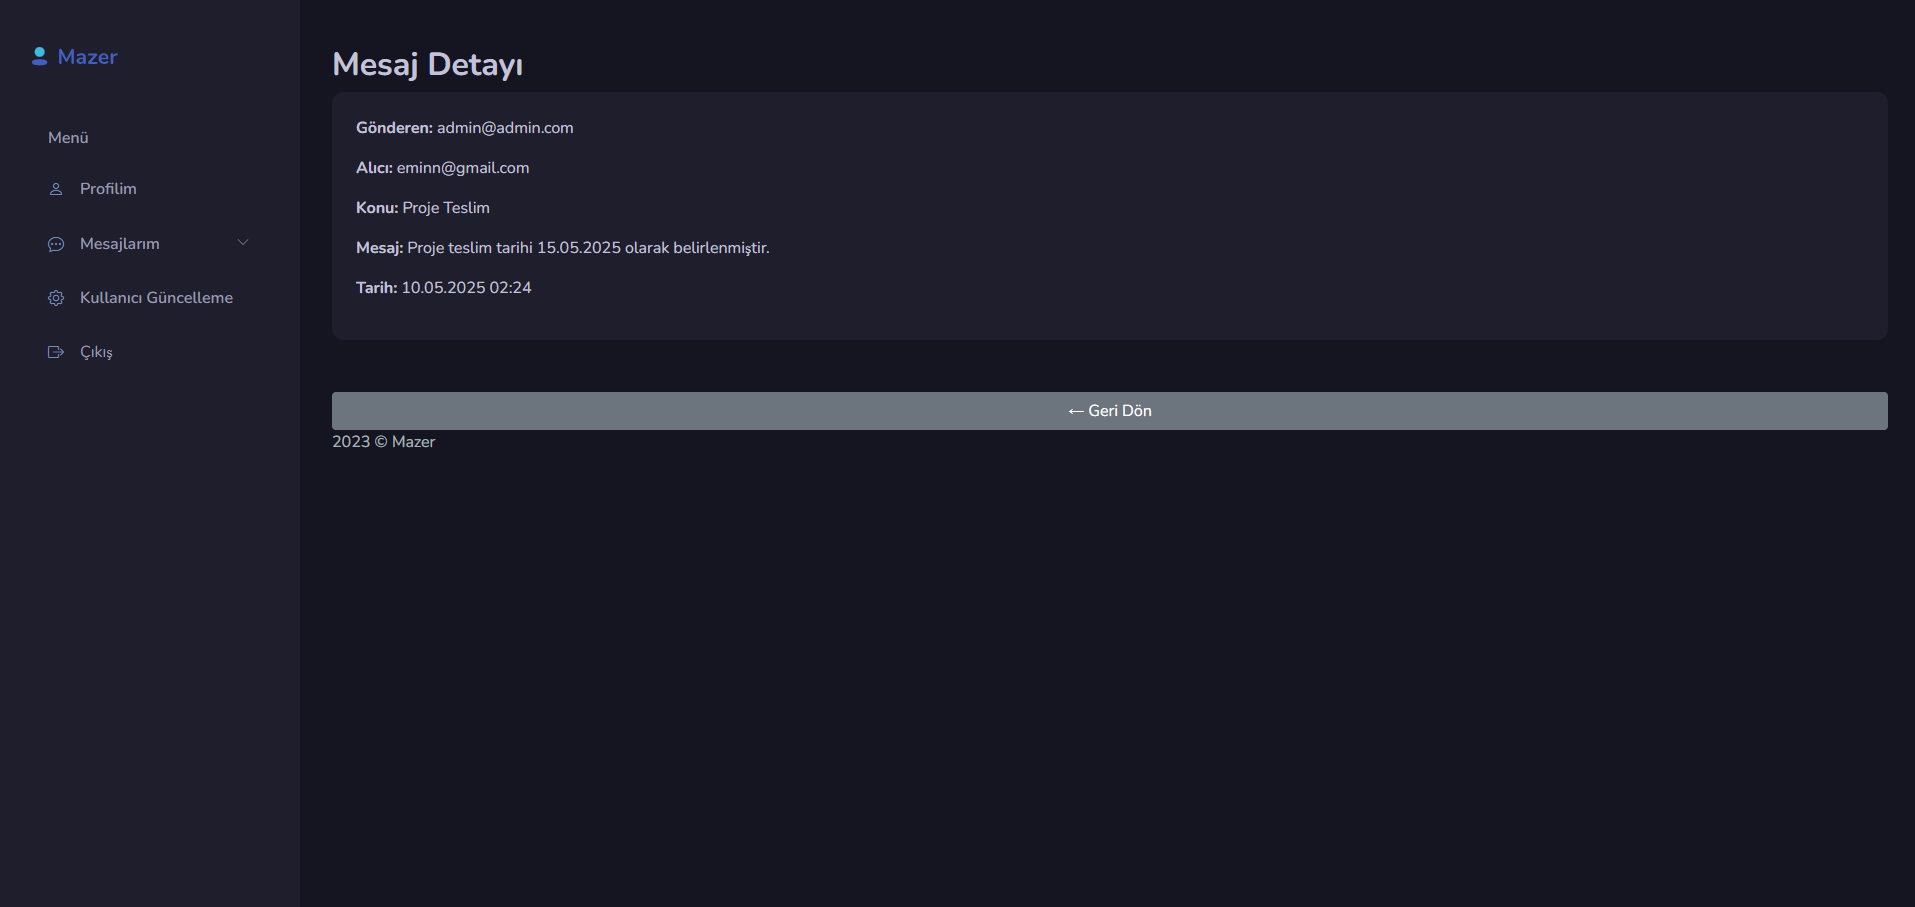 Mazer
Menü
Profilim
Mesajlarım
Kullanıcı Güncelleme
Çıkış
Mesaj Detayı
Gönderen: admin@admin.com
Alıcı: eminn@gmail.com
Konu: Proje Teslim
Mesaj: Proje teslim tarihi 15.05.2025 olarak belirlenmiştir.
Tarih: 10.05.2025 02:24
← Geri Dön
2023 © Mazer